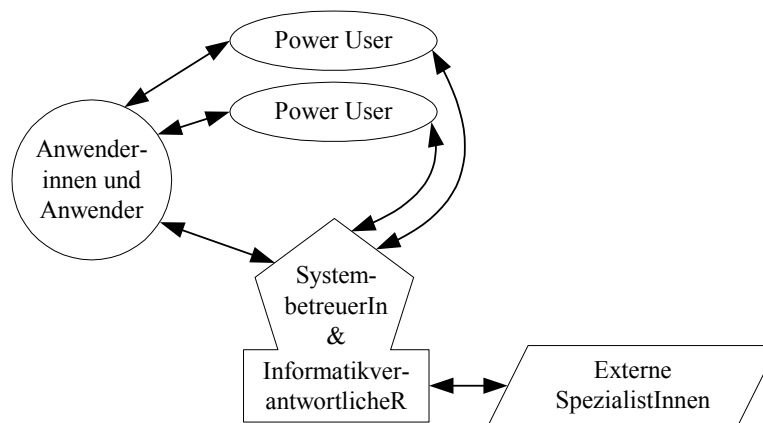 Power User
Power User
Anwender-
innen und
Anwender
System-
betreuerIn
&
Informatikver-
antwortlicheR
Externe
SpezialistInnen